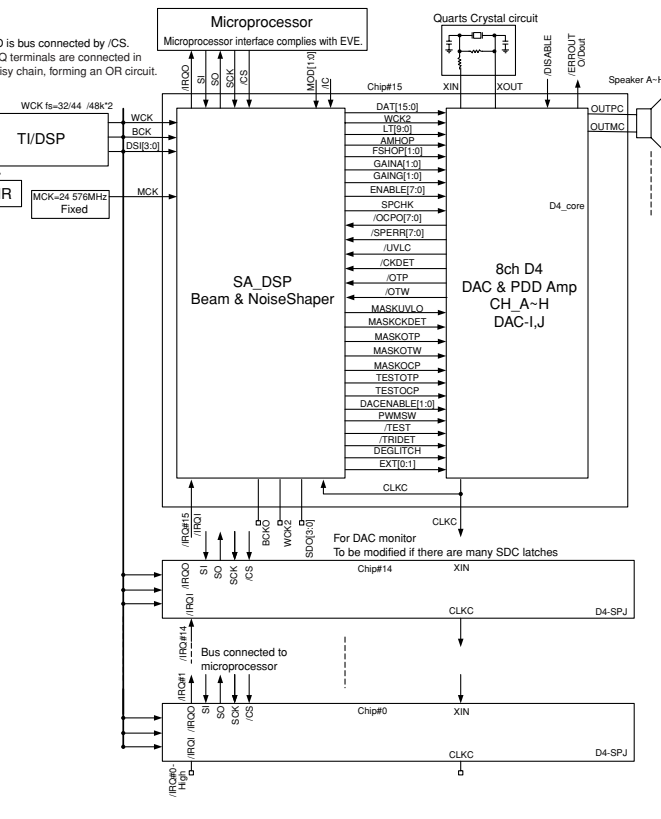 Microprocessor
Microprocessor interface complies with EVE.
Quarts Crystal circuit
O is bus connected by /CS.
Q terminals are connected in
isy chain, forming an OR circuit.
/IRQO
SI
SO
SCK
/CS
MOD[1:0]
/IC
Chip#15
XIN
XOUT
/DISABLE
/ERROUT
O/Dout
Speaker A~H
WCK fs=32/44 /48k*2
TI/DSP
WCK
BCK
DSI[3:0]
IR
MCK=24 576MHz
Fixed
MCK
SA_DSP
Beam & NoiseShaper
DAT[15:0]
WCK2
LT[9:0]
AMHOP
FSHOP[1:0]
GAINA[1:0]
GAING[1:0]
ENABLE[7:0]
SPCHK
/OCPO[7:0]
/SPERR[7:0]
/UVLC
/CKDET
/OTP
/OTW
MASKUVLO
MASKCKDET
MASKOTP
MASKOTW
MASKOCP
TESTOTP
TESTOCP
DACENABLE[1:0]
PWMSW
/TEST
/TRIDET
DEGLITCH
EXT[0:1]
CLKC
OUTPC
OUTMC
D4_core
8ch D4
DAC & PDD Amp
CH_A~H
DAC-I,J
/IRQ#15
/IRQI
BCKO
WCK2
SDO[3:0]
CLKC
For DAC monitor
To be modified if there are many SDC latches
SI
SO
SCK
/CS
/IRQO
Chip#14
XIN
/IRQI
CLKC
D4-SPJ
/IRQ#14
Bus connected to
microprocessor
/IRQ#1
SI
SO
SCK
/CS
/IRQO
Chip#0
XIN
/IRQI
CLKC
D4-SPJ
/IRQ#0-
High